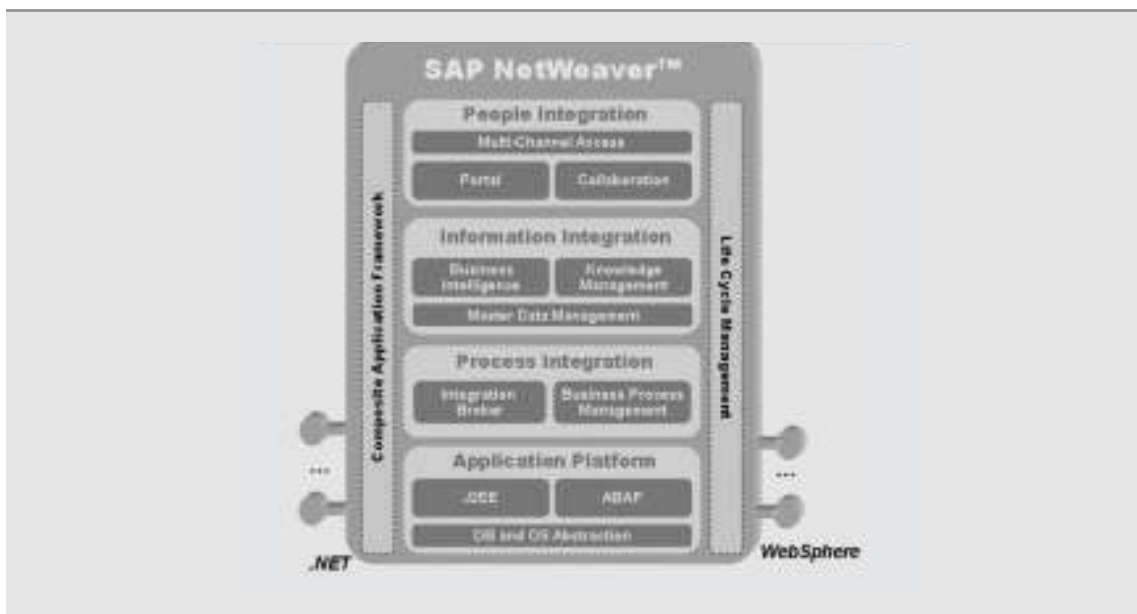 SAP NetWeaver™
People Integration
Multi-Channel Access
Portal
Collaboration
Composite Application Framework
Life Cycle Management
Information Integration
Business
Intelligence
Knowledge
Management
Master Data Management
Process Integration
Integration
Broker
Business Process
Management
...
...
Application Platform
J2EE
ABAP
DB and OS Abstraction
.NET
WebSphere